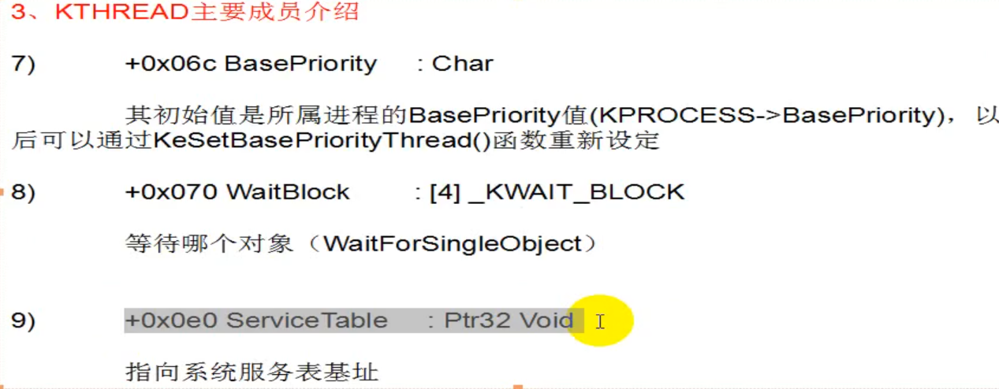 3、KTHREAD主要成员介绍
7) +0x06c BasePriority : Char
其初始值是所属进程的BasePriority值(KPROCESS->BasePriority)，以
后可以通过KeSetBasePriorityThread()函数重新设定
8) +0x070 WaitBlock : [4] _KWAIT_BLOCK
等待哪个对象（WaitForSingleObject）
9) +0x0e0 ServiceTable : Ptr32 Void
指向系统服务表基址